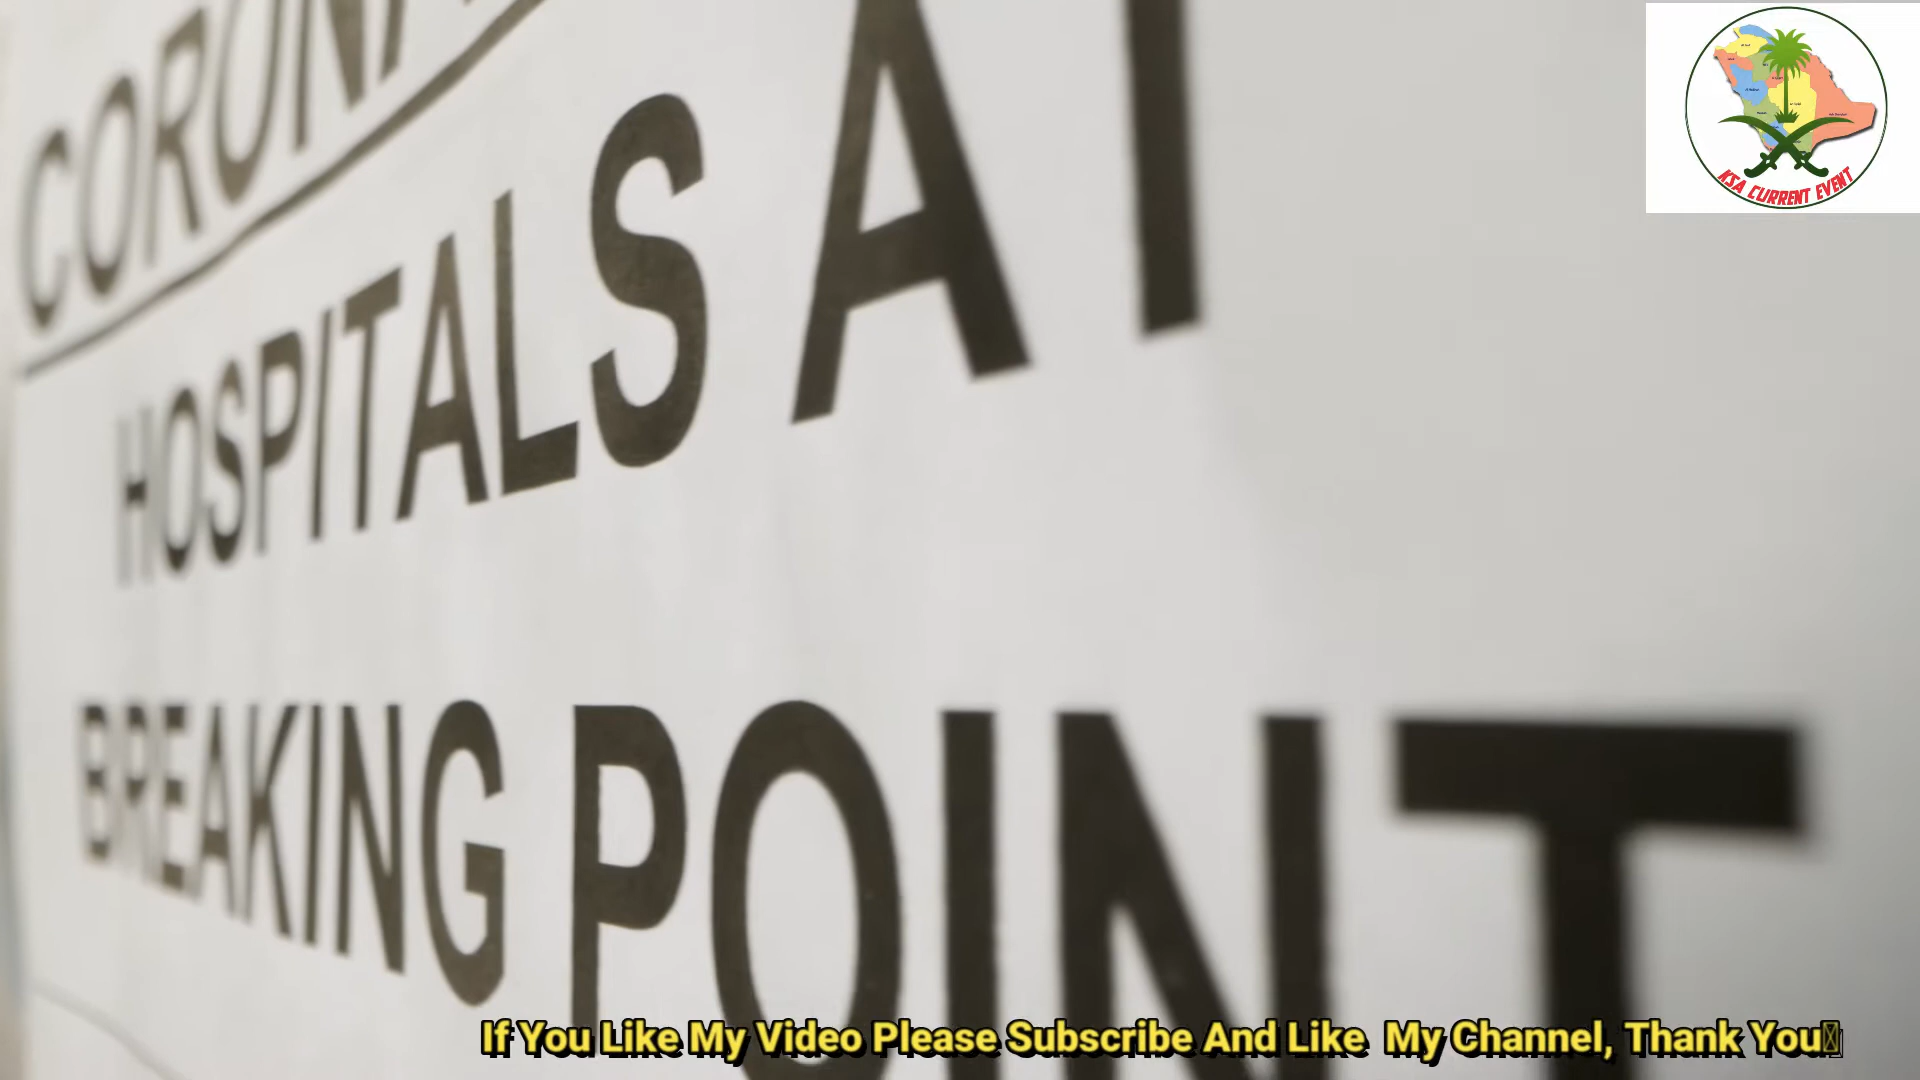 CORONA
HOSPITALS AT
BREAKING POINT
KSA CURRENT EVENT
If You Like My Video Please Subscribe And Like My Channel, Thank You